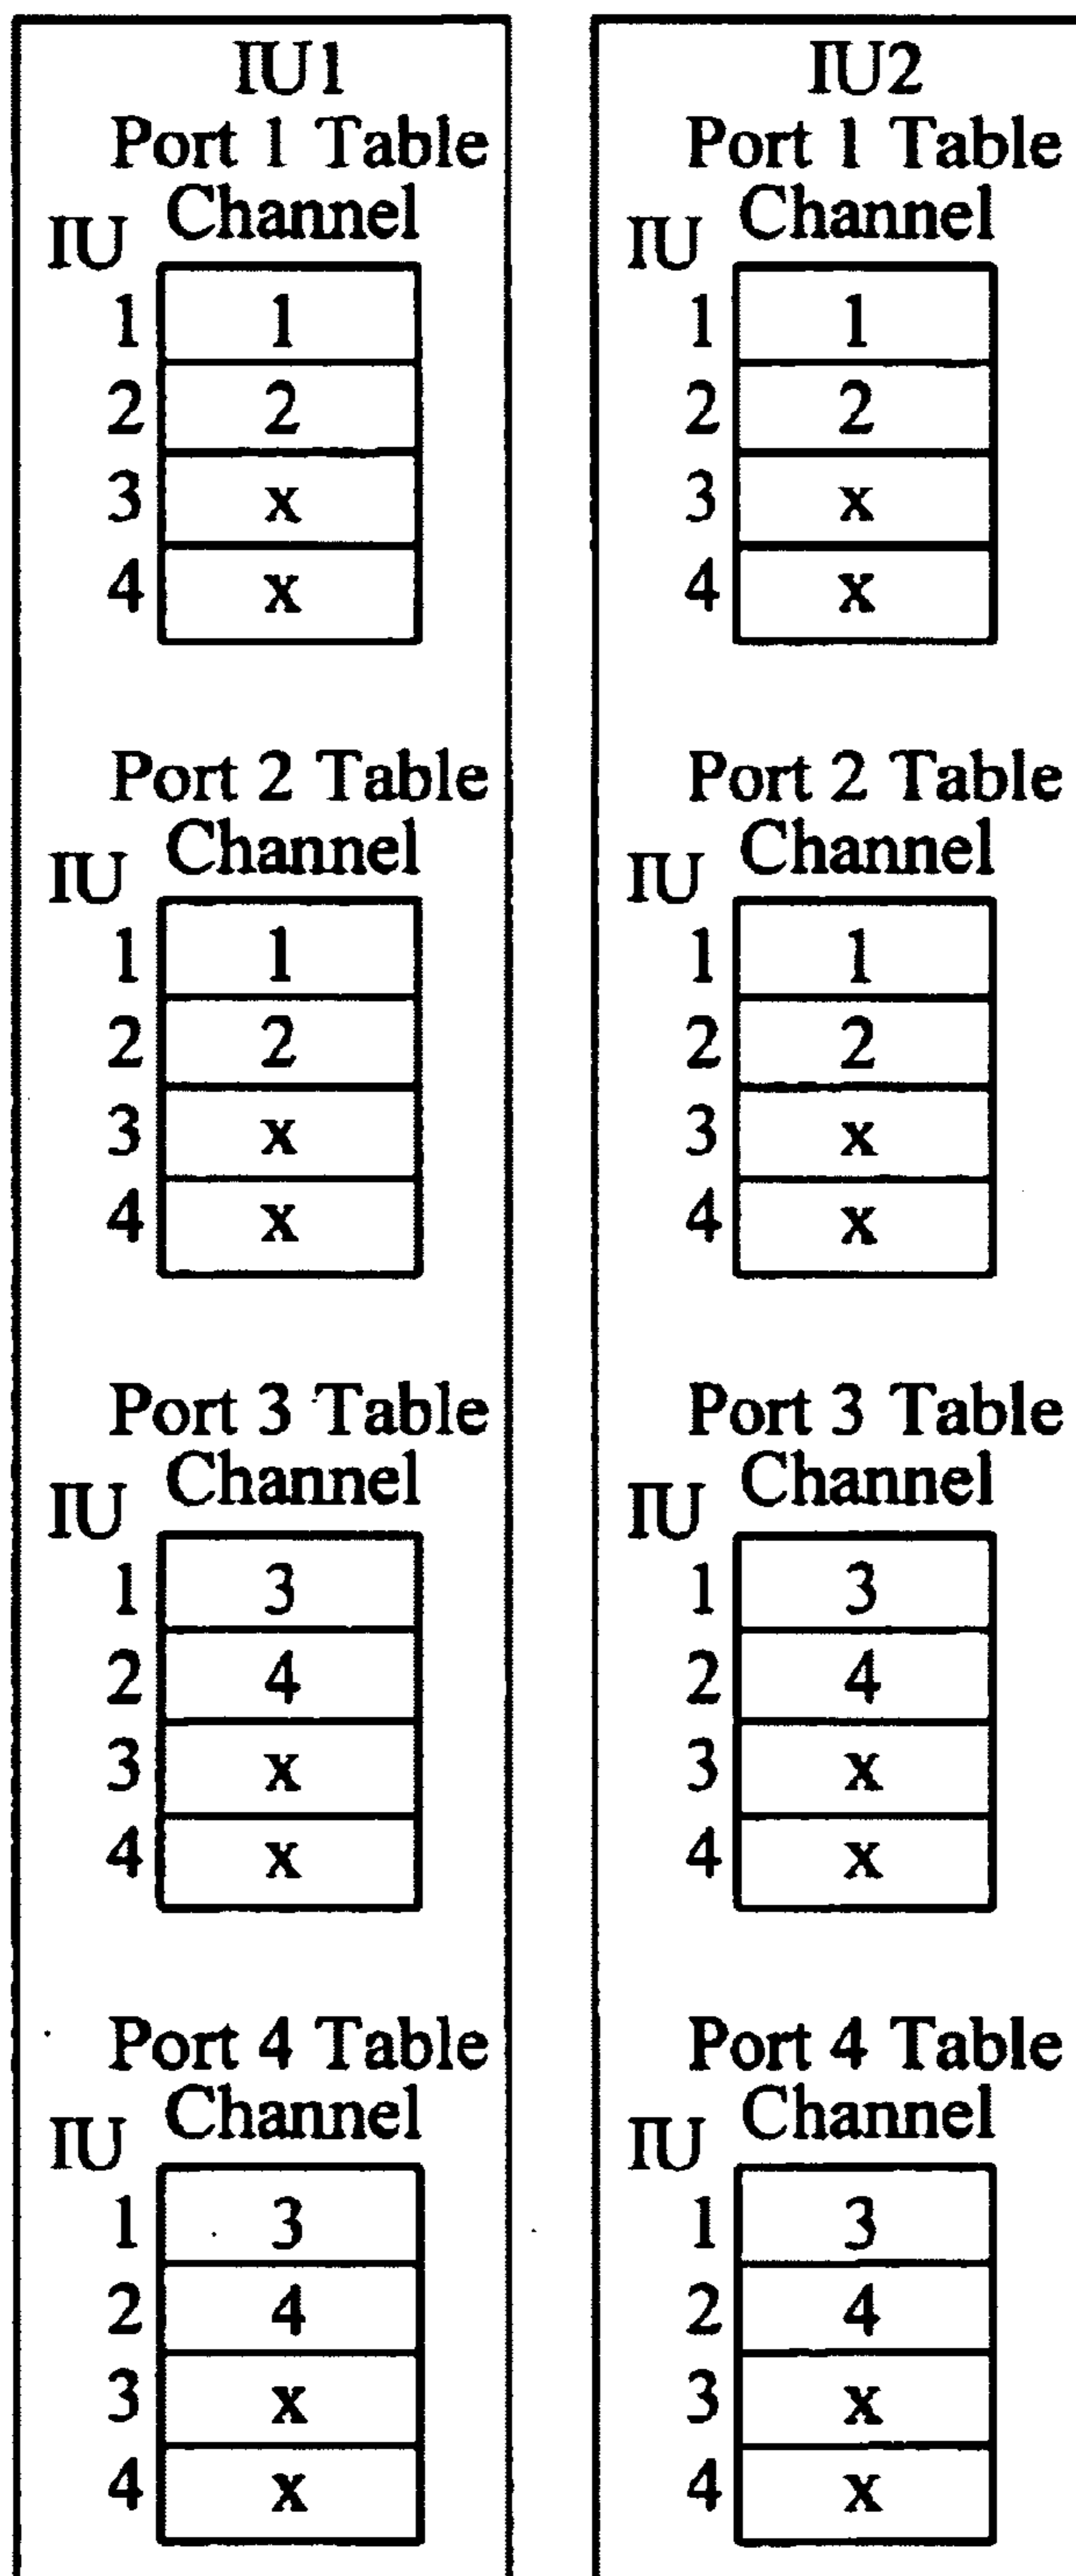 IU1
Port 1 Table
Channel
IU
1 1
2 2
3 x
4 x
Port 2 Table
Channel
IU
1 1
2 2
3 x
4 x
Port 3 Table
Channel
IU
1 3
2 4
3 x
4 x
Port 4 Table
Channel
IU
1 3
2 4
3 x
4 x
IU2
Port 1 Table
Channel
IU
1 1
2 2
3 x
4 x
Port 2 Table
Channel
IU
1 1
2 2
3 x
4 x
Port 3 Table
Channel
IU
1 3
2 4
3 x
4 x
Port 4 Table
Channel
IU
1 3
2 4
3 x
4 x